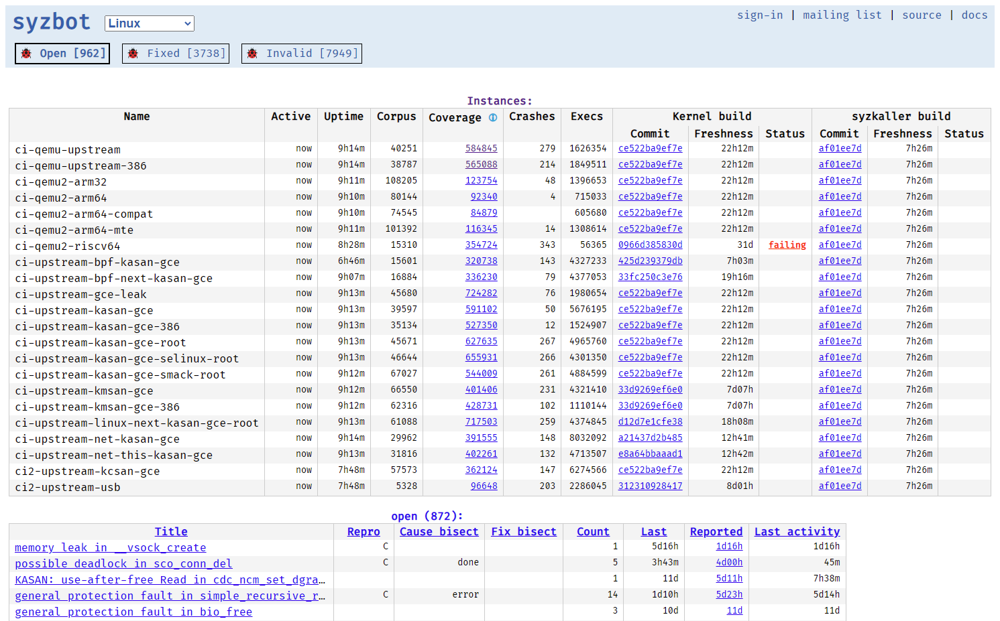 syzbot Linux sign-in | mailing list | source | docs
Open [962] Fixed [3738] Invalid [7949]
Instances:
Name Active Uptime Corpus Coverage Crashes Execs Kernel build syzkaller build
Commit Freshness Status Commit Freshness Status
ci-qemu-upstream now 9h14m 40251 584845 279 1626354 ce522ba9ef7e 22h12m af01ee7d 7h26m
ci-qemu-upstream-386 now 9h14m 38787 565088 214 1849511 ce522ba9ef7e 22h12m af01ee7d 7h26m
ci-qemu2-arm32 now 9h11m 108205 123754 48 1396653 ce522ba9ef7e 22h12m af01ee7d 7h26m
ci-qemu2-arm64 now 9h10m 80144 92340 4 715033 ce522ba9ef7e 22h12m af01ee7d 7h26m
ci-qemu2-arm64-compat now 9h10m 74545 84879 605680 ce522ba9ef7e 22h12m af01ee7d 7h26m
ci-qemu2-arm64-mte now 9h11m 101392 116345 14 1308614 ce522ba9ef7e 22h12m af01ee7d 7h26m
ci-qemu2-riscv64 now 8h28m 15310 354724 343 56365 0966d385830d 31d failing af01ee7d 7h26m
ci-upstream-bpf-kasan-gce now 6h46m 15601 320738 143 4327233 425d239379db 7h03m af01ee7d 7h26m
ci-upstream-bpf-next-kasan-gce now 9h07m 16884 336230 79 4377053 33fc250c3e76 19h16m af01ee7d 7h26m
ci-upstream-gce-leak now 9h13m 45680 724282 76 1980654 ce522ba9ef7e 22h12m af01ee7d 7h26m
ci-upstream-kasan-gce now 9h13m 39597 591102 50 5676195 ce522ba9ef7e 22h12m af01ee7d 7h26m
ci-upstream-kasan-gce-386 now 9h13m 35134 527350 12 1524907 ce522ba9ef7e 22h12m af01ee7d 7h26m
ci-upstream-kasan-gce-root now 9h13m 45671 627635 267 4965760 ce522ba9ef7e 22h12m af01ee7d 7h26m
ci-upstream-kasan-gce-selinux-root now 9h13m 46644 655931 266 4301350 ce522ba9ef7e 22h12m af01ee7d 7h26m
ci-upstream-kasan-gce-smack-root now 9h12m 67027 544009 261 4884599 ce522ba9ef7e 22h12m af01ee7d 7h26m
ci-upstream-kmsan-gce now 9h12m 66550 401406 231 4321410 33d9269ef6e0 7d07h af01ee7d 7h26m
ci-upstream-kmsan-gce-386 now 9h12m 62316 428731 102 1110144 33d9269ef6e0 7d07h af01ee7d 7h26m
ci-upstream-linux-next-kasan-gce-root now 9h13m 61088 717503 259 4374845 d12d7e1cfe38 18h08m af01ee7d 7h26m
ci-upstream-net-kasan-gce now 9h14m 29962 391555 148 8032092 a21437d2b485 12h41m af01ee7d 7h26m
ci-upstream-net-this-kasan-gce now 9h13m 31816 402261 132 4713507 e8a64bbaaad1 12h42m af01ee7d 7h26m
ci2-upstream-kcsan-gce now 7h48m 57573 362124 147 6274566 ce522ba9ef7e 22h12m af01ee7d 7h26m
ci2-upstream-usb now 7h48m 5328 96648 203 2286045 312310928417 8d01h af01ee7d 7h26m
open (872):
Title Repro Cause bisect Fix bisect Count Last Reported Last activity
memory leak in __vsock_create C 1 5d16h 1d16h 1d16h
possible deadlock in sco_conn_del C done 5 3h43m 4d00h 45m
KASAN: use-after-free Read in cdc_ncm_set_dgra… 1 11d 5d11h 7h38m
general protection fault in simple_recursive_r… C error 14 1d10h 5d23h 5d14h
general protection fault in bio_free 3 10d 11d 11d